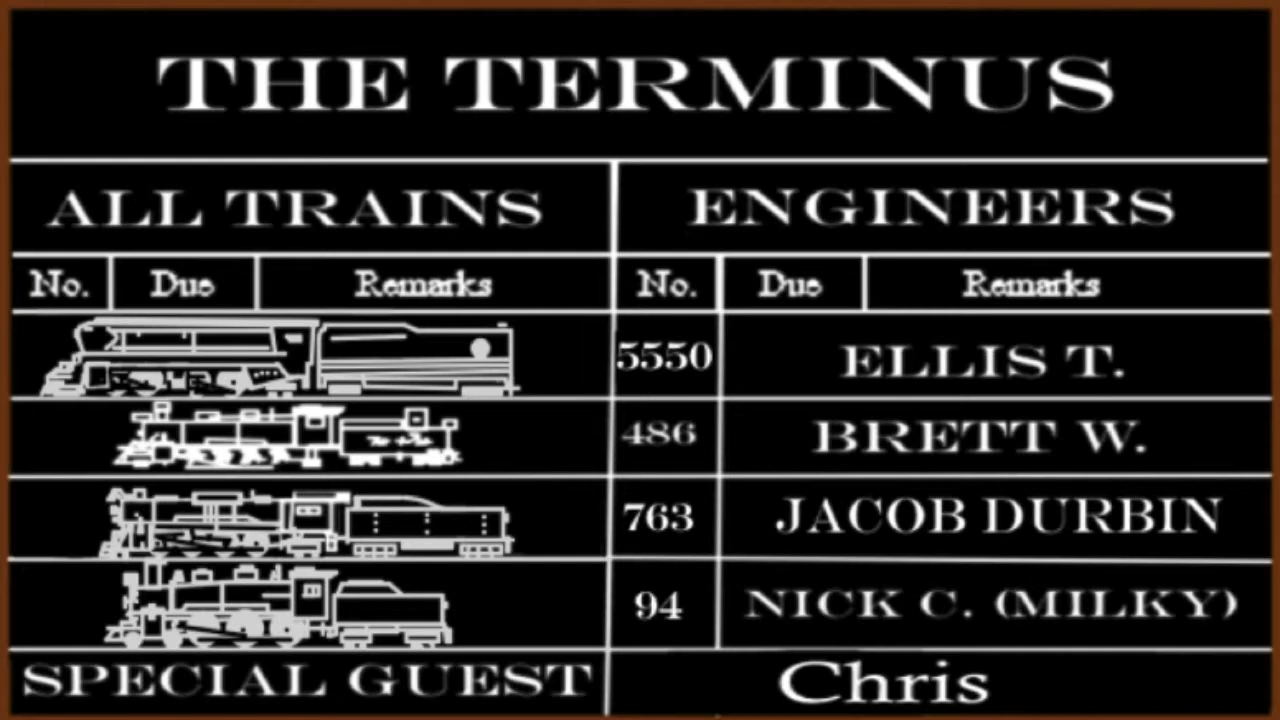 THE TERMINUS
ALL TRAINS ENGINEERS
No. Due Remarks No. Due Remarks
5550 ELLIS T.
486 BRETT W.
763 JACOB DURBIN
94 NICK C. (MILKY)
SPECIAL GUEST Chris